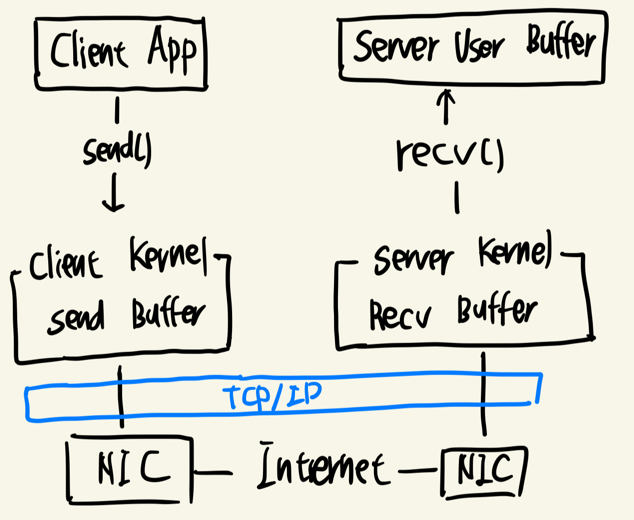 Client App
Server User Buffer
send()
recv()
Client Kernel
send Buffer
Server Kernel
Recv Buffer
TCP/IP
NIC
Internet
NIC